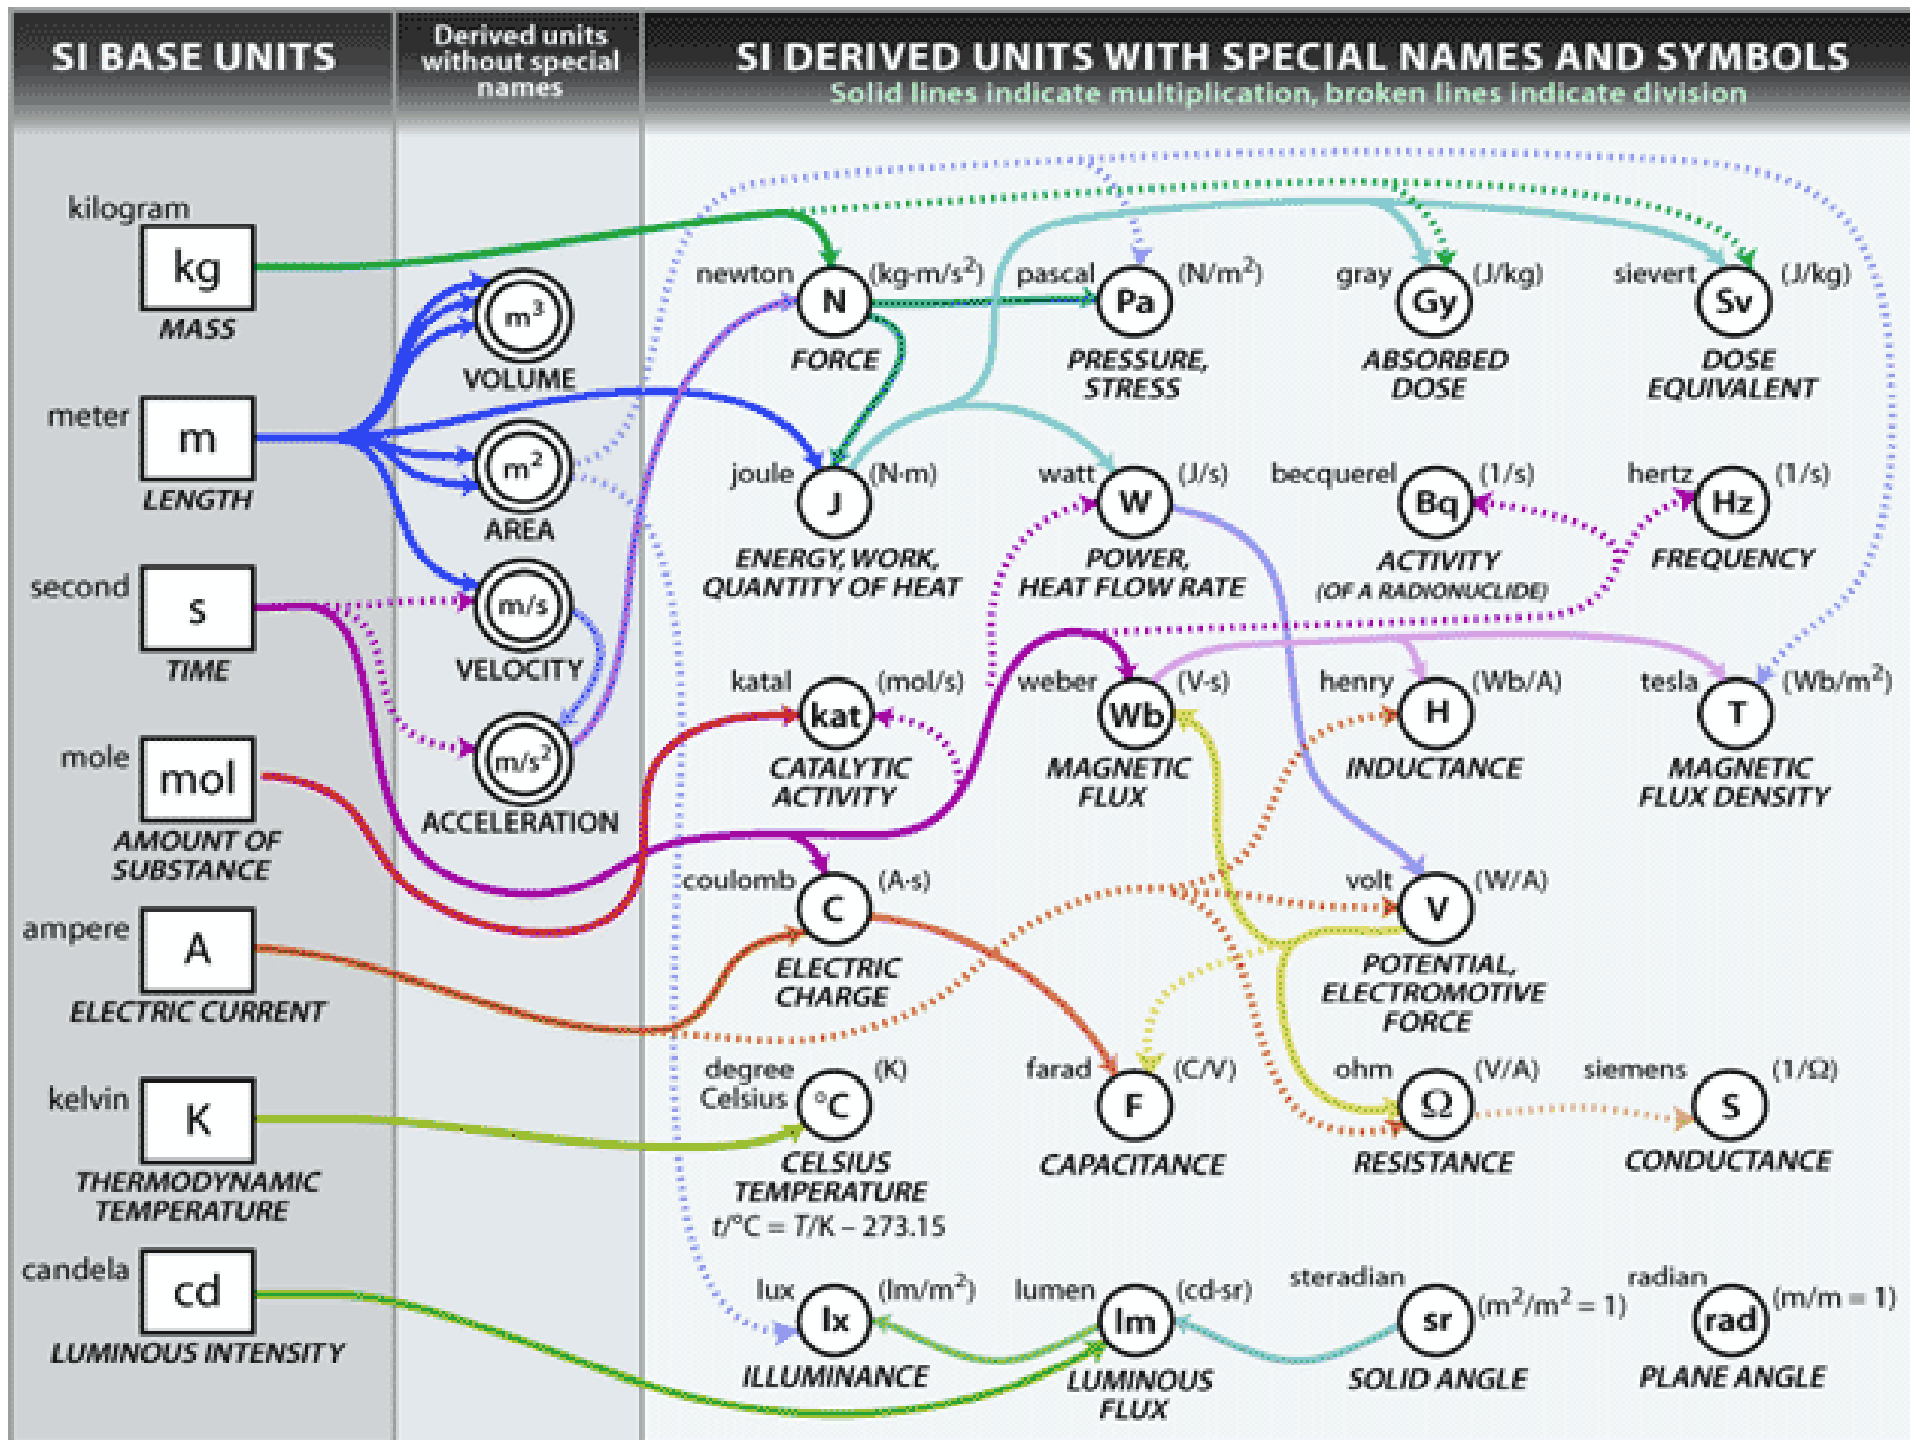 SI BASE UNITS
Derived units
without special
names
SI DERIVED UNITS WITH SPECIAL NAMES AND SYMBOLS
Solid lines indicate multiplication, broken lines indicate division
kilogram
kg
MASS
meter
m
LENGTH
second
s
TIME
mole
mol
AMOUNT OF
SUBSTANCE
ampere
A
ELECTRIC CURRENT
kelvin
K
THERMODYNAMIC
TEMPERATURE
candela
cd
LUMINOUS INTENSITY
m³
VOLUME
m²
AREA
m/s
VELOCITY
m/s²
ACCELERATION
newton (kg·m/s²)
N
FORCE
pascal (N/m²)
Pa
PRESSURE,
STRESS
gray (J/kg)
Gy
ABSORBED
DOSE
sievert (J/kg)
Sv
DOSE
EQUIVALENT
joule (N·m)
J
ENERGY, WORK,
QUANTITY OF HEAT
watt (J/s)
W
POWER,
HEAT FLOW RATE
becquerel (1/s)
Bq
ACTIVITY
(OF A RADIONUCLIDE)
hertz (1/s)
Hz
FREQUENCY
katal (mol/s)
kat
CATALYTIC
ACTIVITY
weber (V·s)
Wb
MAGNETIC
FLUX
henry (Wb/A)
H
INDUCTANCE
tesla (Wb/m²)
T
MAGNETIC
FLUX DENSITY
coulomb (A·s)
C
ELECTRIC
CHARGE
volt (W/A)
V
POTENTIAL,
ELECTROMOTIVE
FORCE
degree (K)
Celsius
°C
CELSIUS
TEMPERATURE
t/°C = T/K – 273.15
farad (C/V)
F
CAPACITANCE
ohm (V/A)
Ω
RESISTANCE
siemens (1/Ω)
S
CONDUCTANCE
lux (lm/m²)
lx
ILLUMINANCE
lumen (cd·sr)
lm
LUMINOUS
FLUX
steradian
sr (m²/m² = 1)
SOLID ANGLE
radian (m/m = 1)
rad
PLANE ANGLE